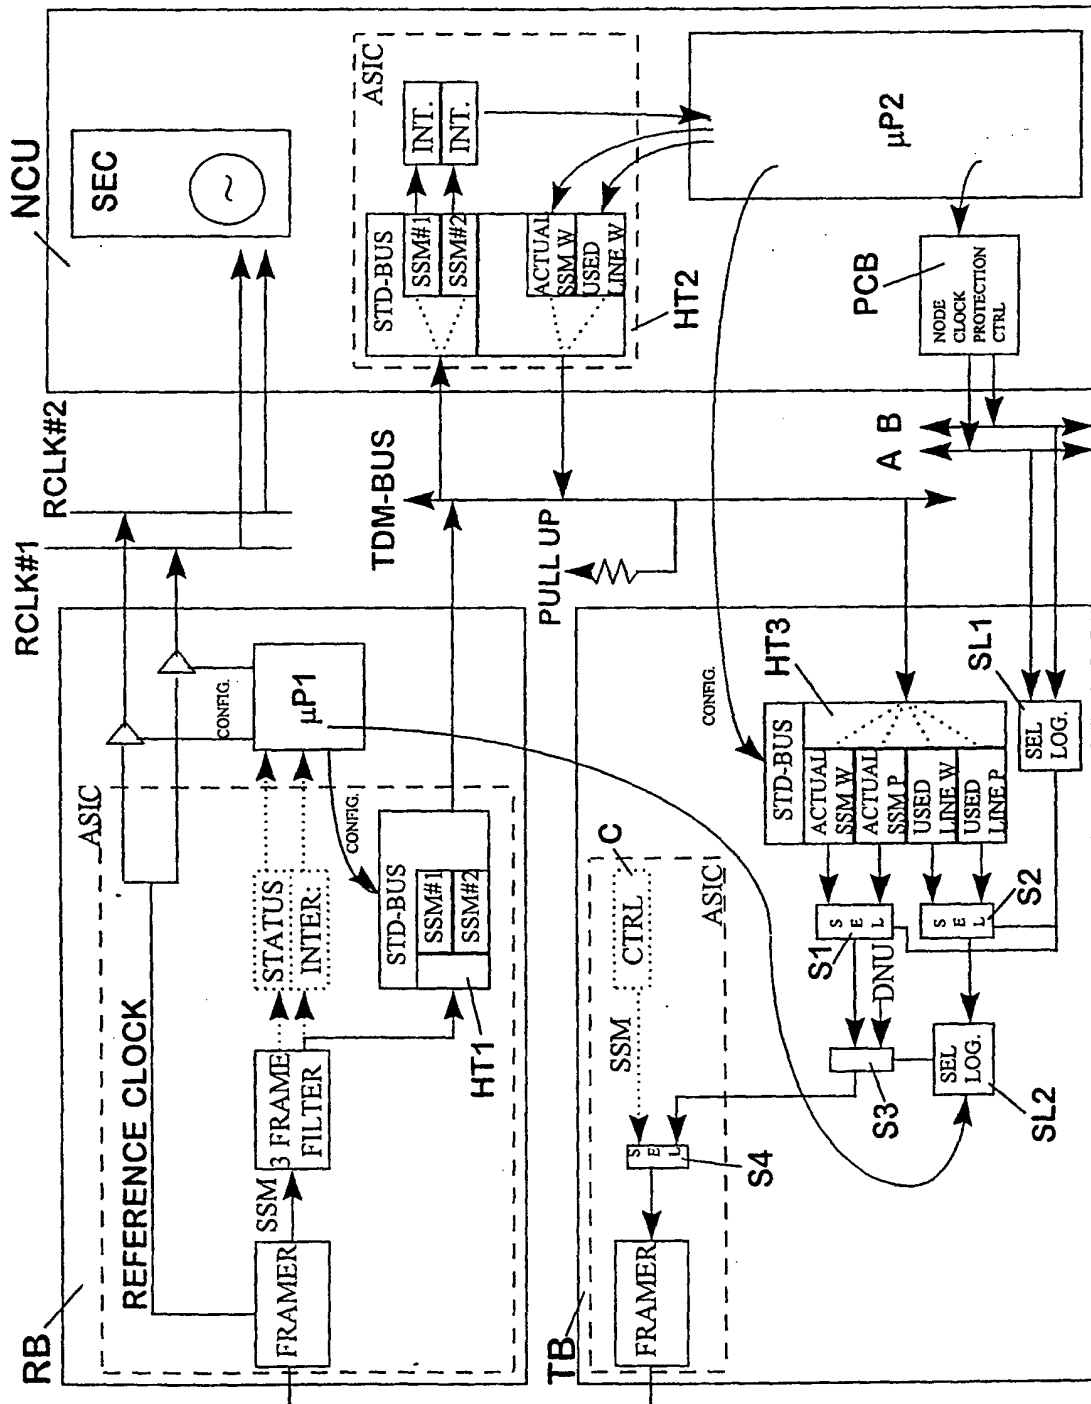 RB
REFERENCE CLOCK
ASIC
FRAMER
SSM
3 FRAME
FILTER
STATUS
INTER.
CONFIG.
μP1
CONFIG.
STD-BUS
SSM#1
SSM#2
HT1
RCLK#1
RCLK#2
NCU
SEC
~
ASIC
STD-BUS
SSM#1
SSM#2
INT.
INT.
ACTUAL
SSM W
USED
LINE W
HT2
μP2
PCB
NODE
CLOCK
PROTECTION
CTRL
TDM-BUS
PULL UP
A
B
TB
FRAMER
ASIC
SSM
CTRL
C
SEL
S4
CONFIG.
STD-BUS
HT3
ACTUAL
SSM W
ACTUAL
SSM P
USED
LINE W
USED
LINE P
SEL
LOG.
SL1
SEL
S1
SEL
S2
DNU
S3
SEL
LOG.
SL2